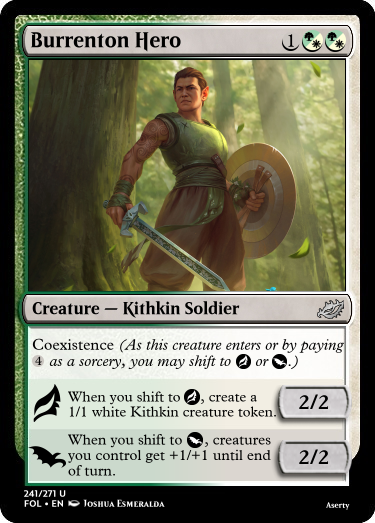 Burrenton Hero 1
Creature — Kithkin Soldier
Coexistence (As this creature enters or by paying
4 as a sorcery, you may shift to or .)
When you shift to , create a
1/1 white Kithkin creature token.
2/2
When you shift to , creatures
you control get +1/+1 until end
of turn.
2/2
241/271 U
FOL • EN Joshua Esmeralda
Aserty